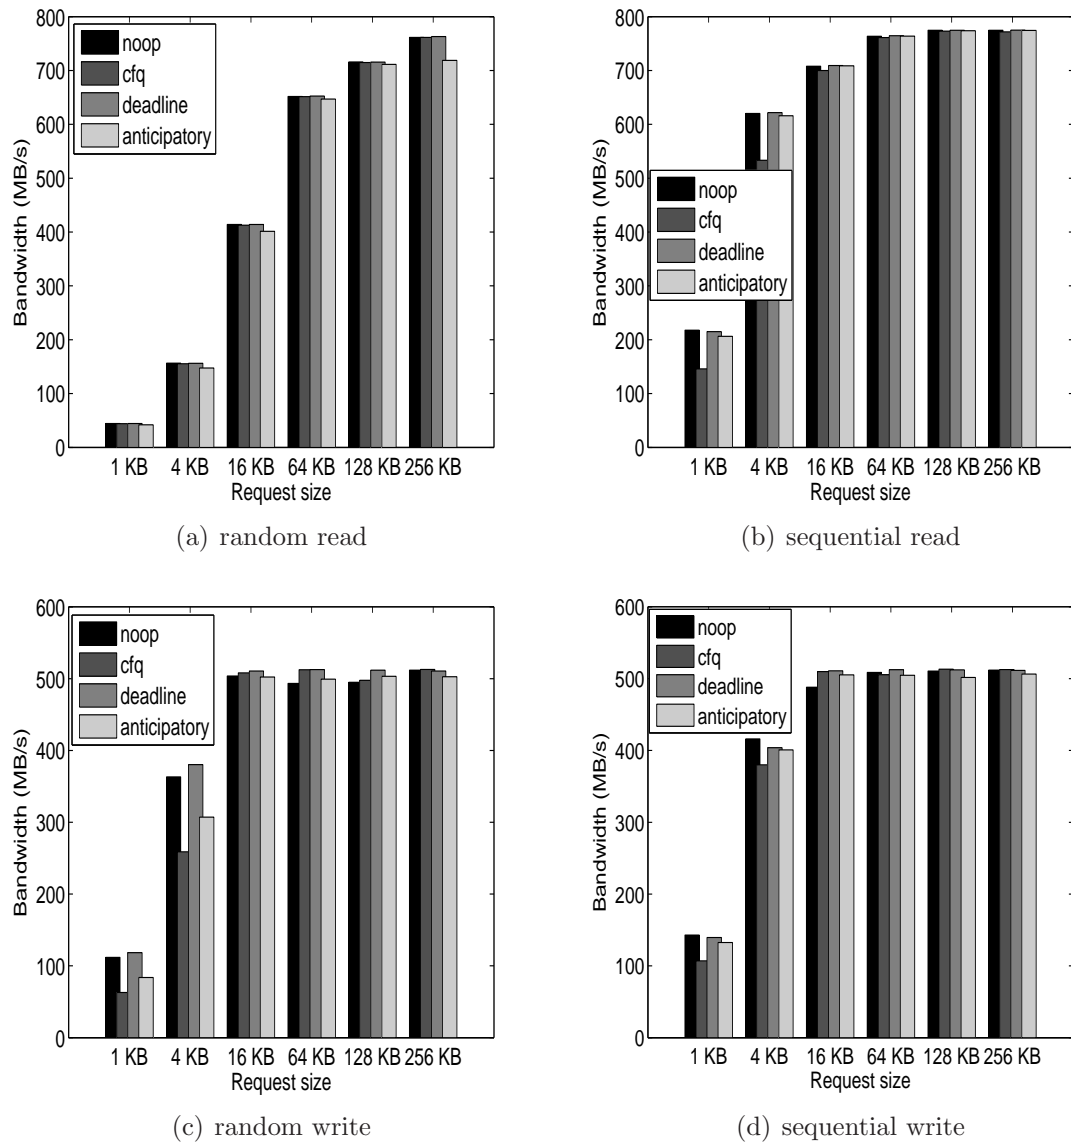 800
700
600
500
400
300
200
100
0
Bandwidth (MB/s)
noop
cfq
deadline
anticipatory
1 KB 4 KB 16 KB 64 KB 128 KB 256 KB
Request size
(a) random read
800
700
600
500
400
300
200
100
0
Bandwidth (MB/s)
noop
cfq
deadline
anticipatory
1 KB 4 KB 16 KB 64 KB 128 KB 256 KB
Request size
(b) sequential read
600
500
400
300
200
100
0
Bandwidth (MB/s)
noop
cfq
deadline
anticipatory
1 KB 4 KB 16 KB 64 KB 128 KB 256 KB
Request size
(c) random write
600
500
400
300
200
100
0
Bandwidth (MB/s)
noop
cfq
deadline
anticipatory
1 KB 4 KB 16 KB 64 KB 128 KB 256 KB
Request size
(d) sequential write